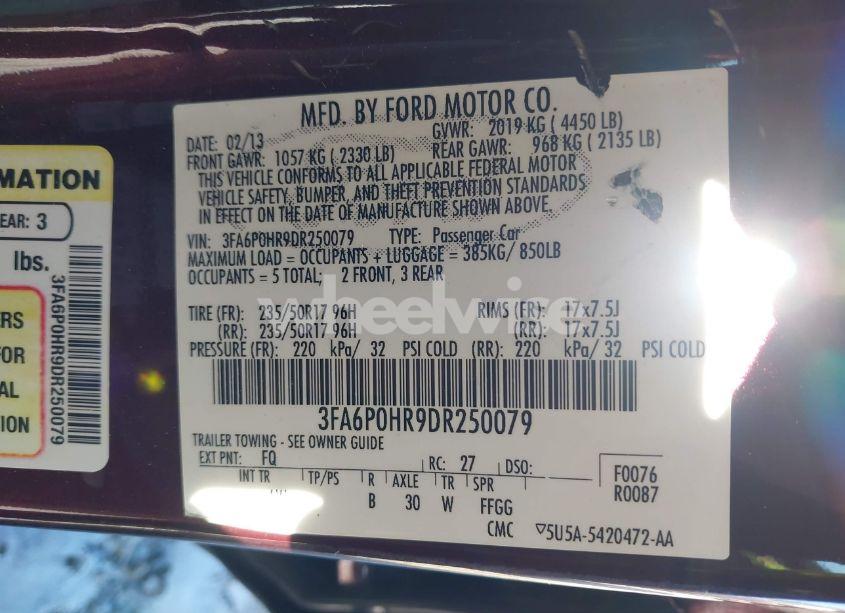 MFD. BY FORD MOTOR CO.
DATE: 02/13 GVWR: 2019 KG ( 4450 LB)
FRONT GAWR: 1057 KG ( 2330 LB) REAR GAWR: 968 KG ( 2135 LB)
THIS VEHICLE CONFORMS TO ALL APPLICABLE FEDERAL MOTOR
VEHICLE SAFETY, BUMPER, AND THEFT PREVENTION STANDARDS
IN EFFECT ON THE DATE OF MANUFACTURE SHOWN ABOVE.
VIN: 3FA6P0HR9DR250079 TYPE: Passenger Car
MAXIMUM LOAD = OCCUPANTS + LUGGAGE = 385KG/ 850LB
OCCUPANTS = 5 TOTAL; 2 FRONT, 3 REAR
TIRE (FR): 235/50R17 96H RIMS (FR): 17x7.5J
(RR): 235/50R17 96H (RR): 17x7.5J
PRESSURE (FR): 220 kPa/ 32 PSI COLD (RR): 220 kPa/ 32 PSI COLD
3FA6P0HR9DR250079
TRAILER TOWING - SEE OWNER GUIDE
EXT PNT: FQ RC: 27 DSO:
F0076
R0087
INT TR TP/PS R AXLE TR SPR
B 30 W FFGG
CMC ▽5U5A-5420472-AA
MATION
EAR: 3
lbs.
ERS
FOR
AL
ONS
3FA6P0HR9DR250079
wheelwise